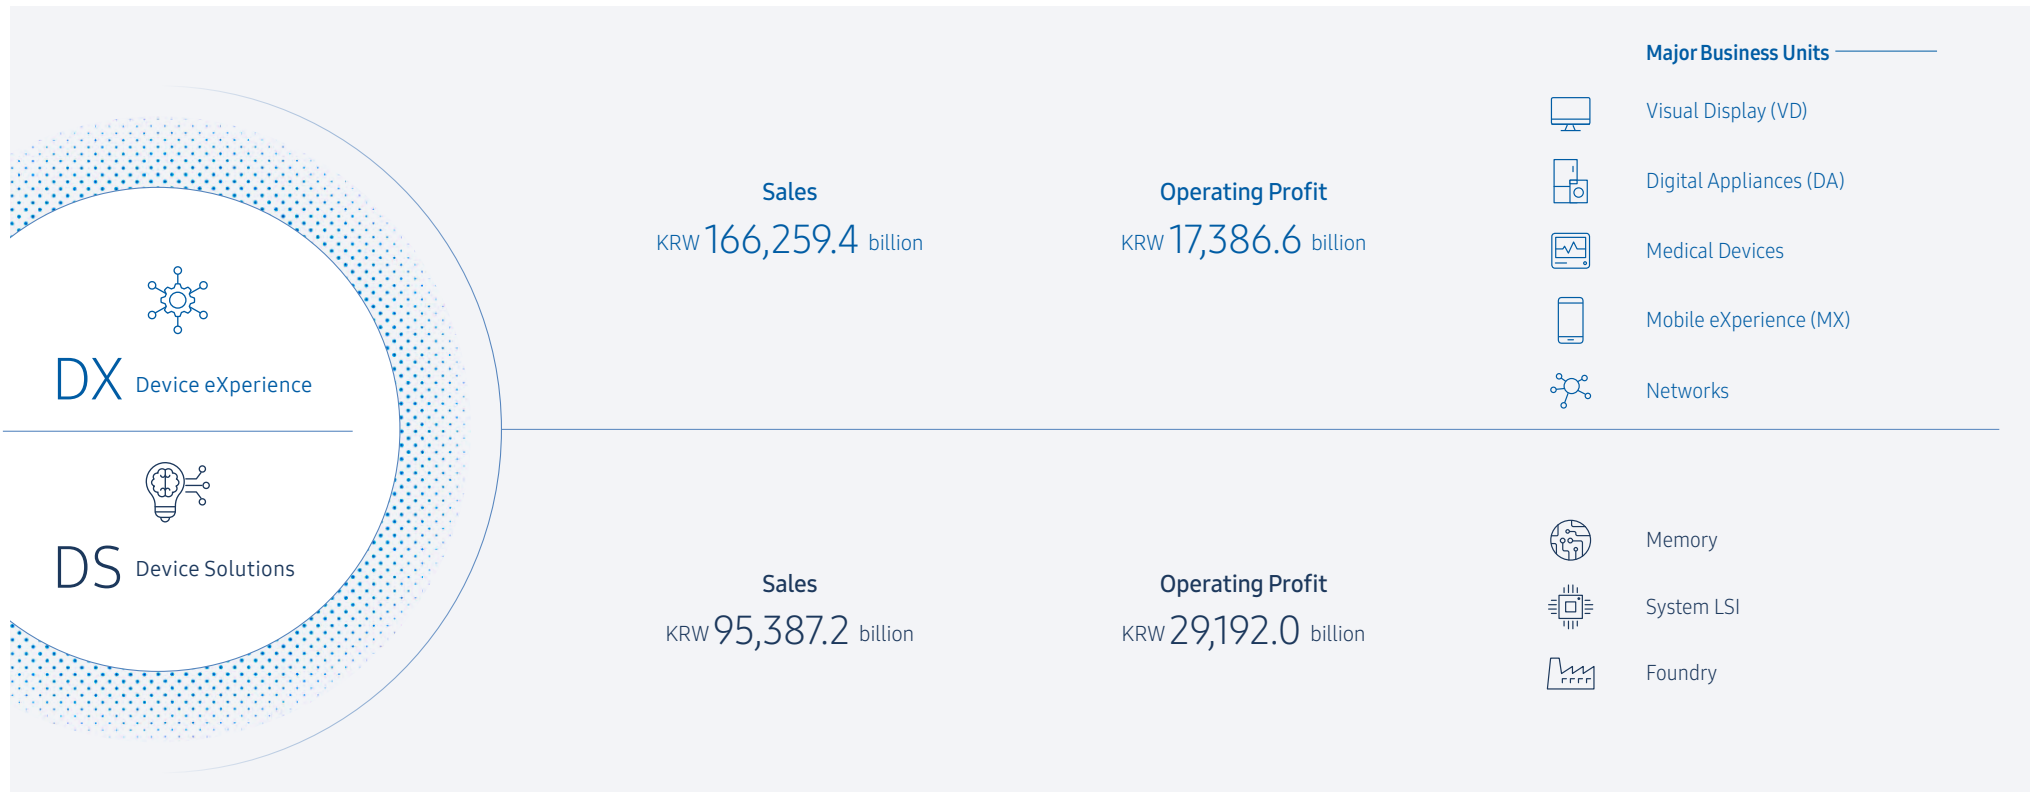 DX Device eXperience
Sales
KRW 166,259.4 billion
Operating Profit
KRW 17,386.6 billion
Major Business Units
Visual Display (VD)
Digital Appliances (DA)
Medical Devices
Mobile eXperience (MX)
Networks
DS Device Solutions
Sales
KRW 95,387.2 billion
Operating Profit
KRW 29,192.0 billion
Memory
System LSI
Foundry